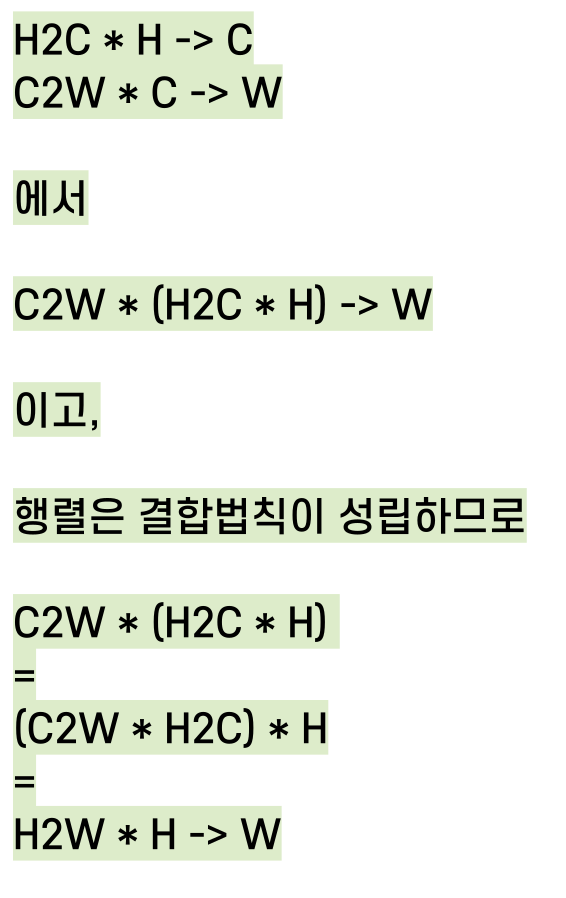 H2C * H -> C
C2W * C -> W
에서
C2W * (H2C * H) -> W
이고,
행렬은 결합법칙이 성립하므로
C2W * (H2C * H)
=
(C2W * H2C) * H
=
H2W * H -> W